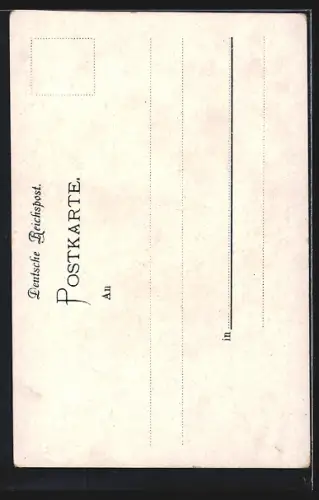 Deutsche Reichspost.
POSTKARTE.
An
in